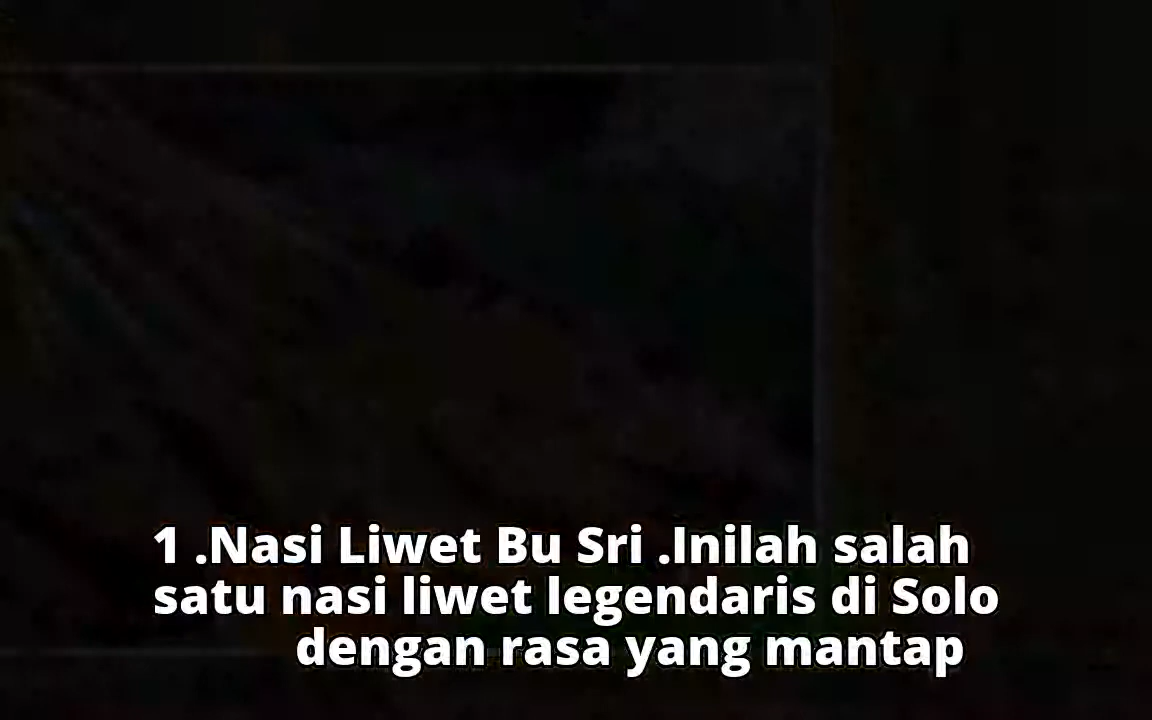 1 .Nasi Liwet Bu Sri .Inilah salah
satu nasi liwet legendaris di Solo
dengan rasa yang mantap